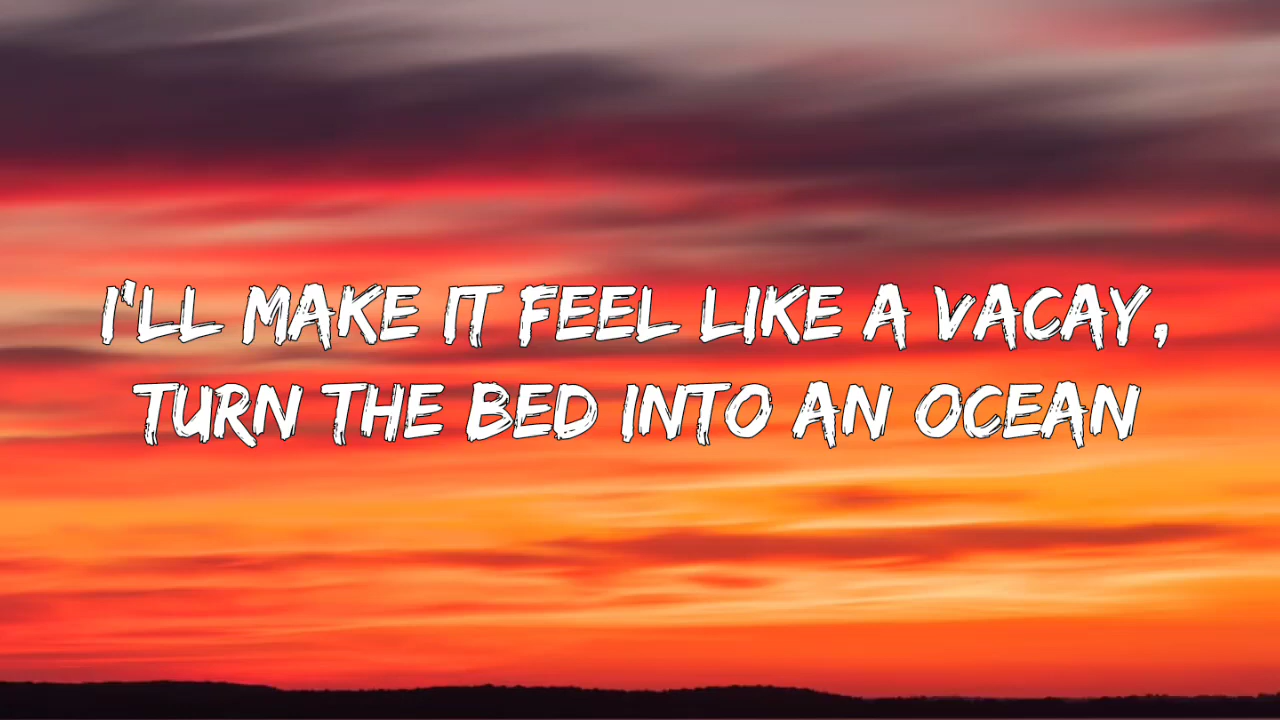 I'LL MAKE IT FEEL LIKE A VACAY,
TURN THE BED INTO AN OCEAN